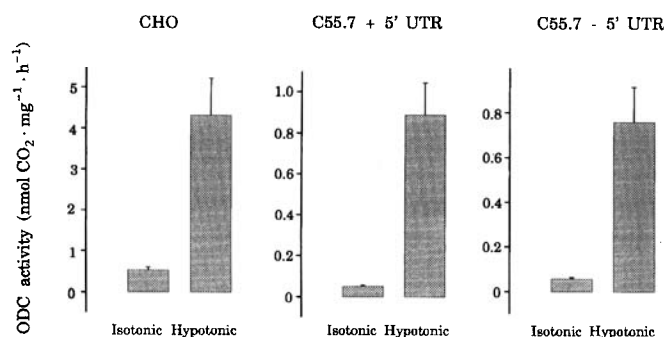 CHO
C55.7 + 5' UTR
C55.7 - 5' UTR
ODC activity (nmol CO₂ · mg⁻¹ · h⁻¹)
5
4
3
2
1
0
1.0
0.8
0.6
0.4
0.2
0
0.8
0.6
0.4
0.2
0
Isotonic Hypotonic
Isotonic Hypotonic
Isotonic Hypotonic